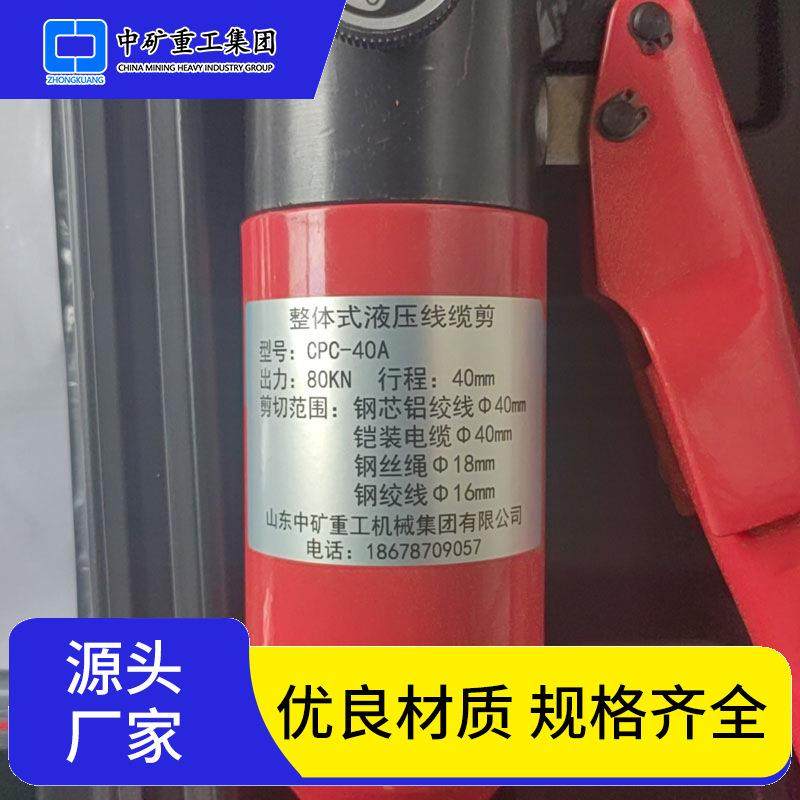 中矿重工集团
CHINA MINING HEAVY INDUSTRY GROUP
ZHONGKUANG
整体式液压线缆剪
型号：CPC-40A
出力：80KN 行程：40mm
剪切范围：钢芯铝绞线Φ40mm
铠装电缆Φ40mm
钢丝绳Φ18mm
钢绞线Φ16mm
山东中矿重工机械集团有限公司
电话：18678709057
源头
厂家
优良材质 规格齐全